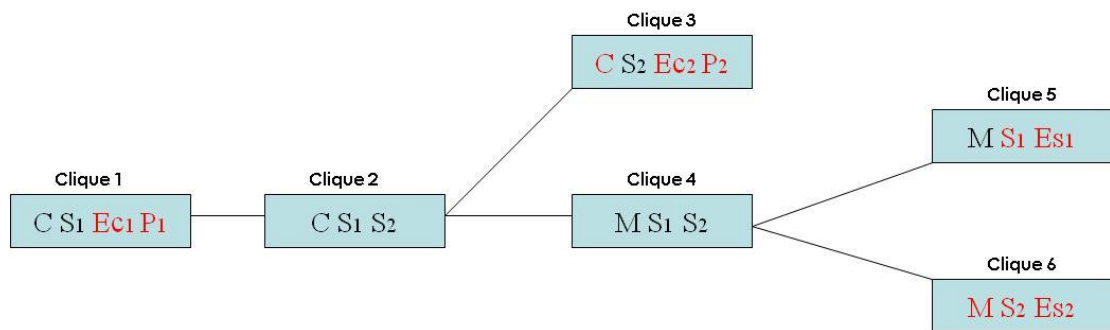 Clique 3
C S2 Ec2 P2
Clique 5
M S1 Es1
Clique 1
C S1 Ec1 P1
Clique 2
C S1 S2
Clique 4
M S1 S2
Clique 6
M S2 Es2